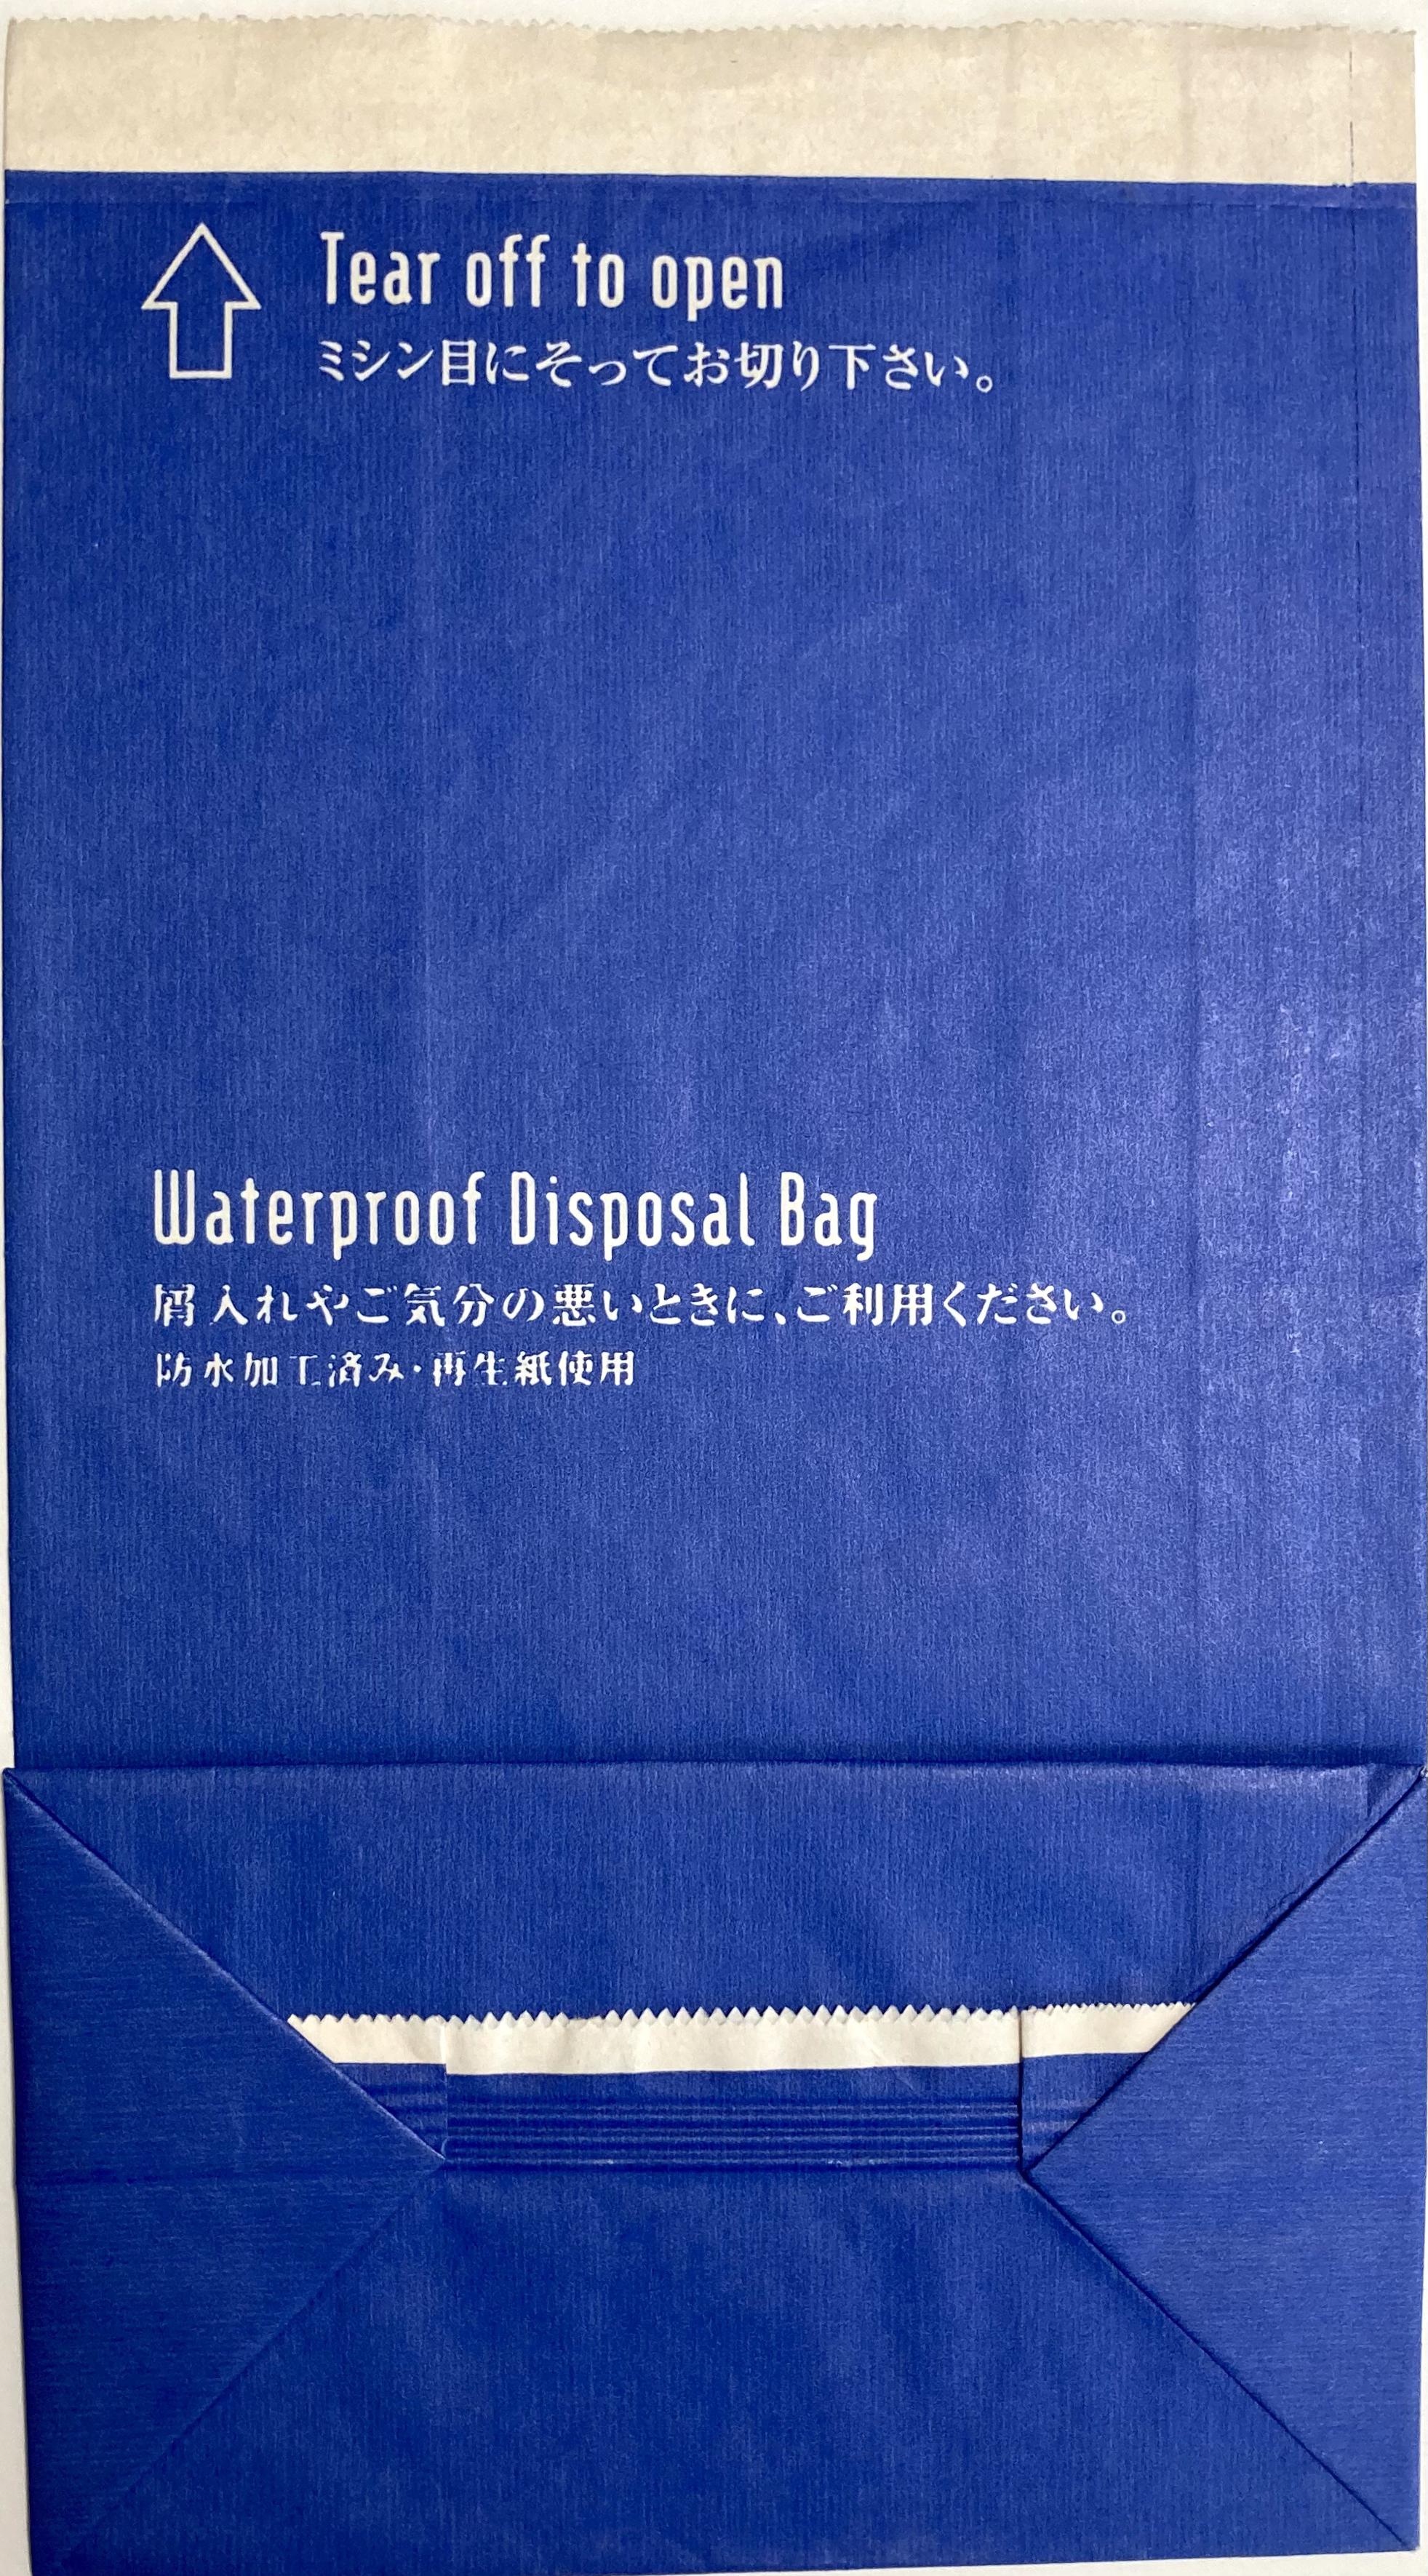 Tear off to open
ミシン目にそってお切り下さい。
Waterproof Disposal Bag
屑入れやご気分の悪いときに、ご利用ください。
防水加工済み・再生紙使用